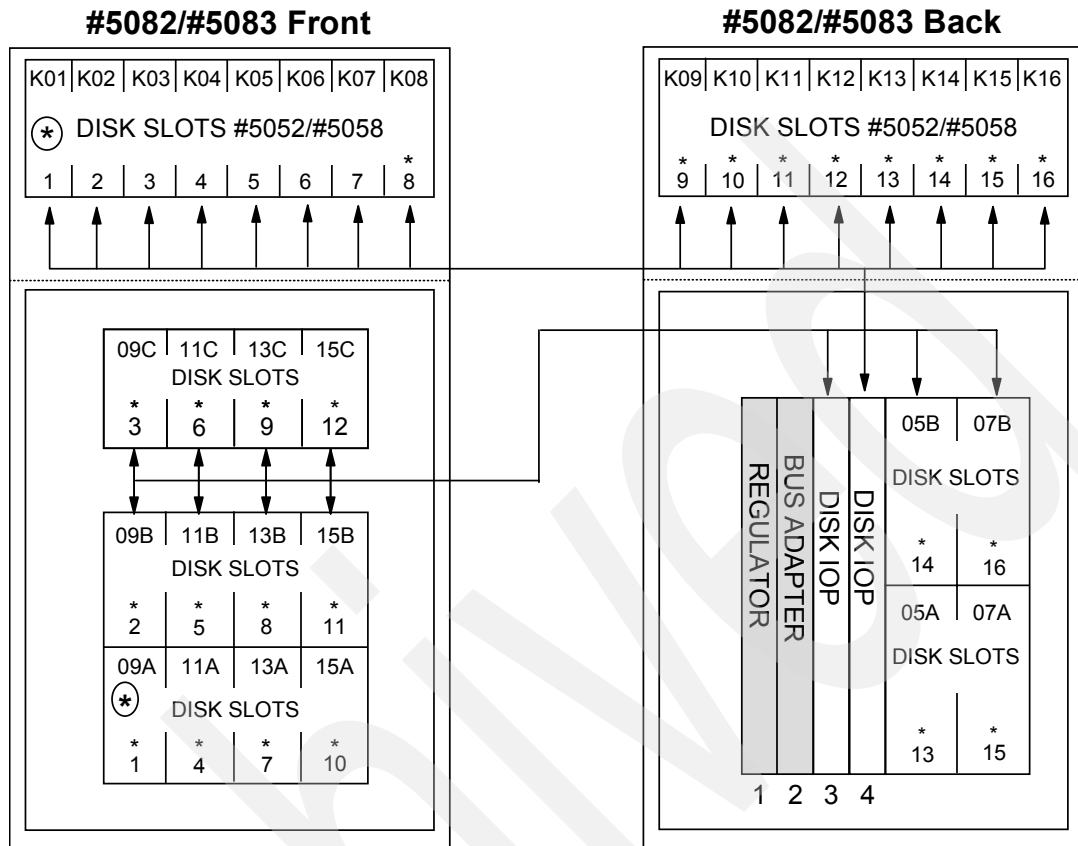 #5082/#5083 Front
K01 K02 K03 K04 K05 K06 K07 K08
* DISK SLOTS #5052/#5058
*
1 2 3 4 5 6 7 8
09C 11C 13C 15C
DISK SLOTS
* * * *
3 6 9 12
09B 11B 13B 15B
DISK SLOTS
* * * *
2 5 8 11
09A 11A 13A 15A
* DISK SLOTS
* * * *
1 4 7 10
#5082/#5083 Back
K09 K10 K11 K12 K13 K14 K15 K16
DISK SLOTS #5052/#5058
* * * * * * * *
9 10 11 12 13 14 15 16
REGULATOR
BUS ADAPTER
DISK IOP
DISK IOP
05B 07B
DISK SLOTS
* *
14 16
05A 07A
DISK SLOTS
* *
13 15
1 2 3 4